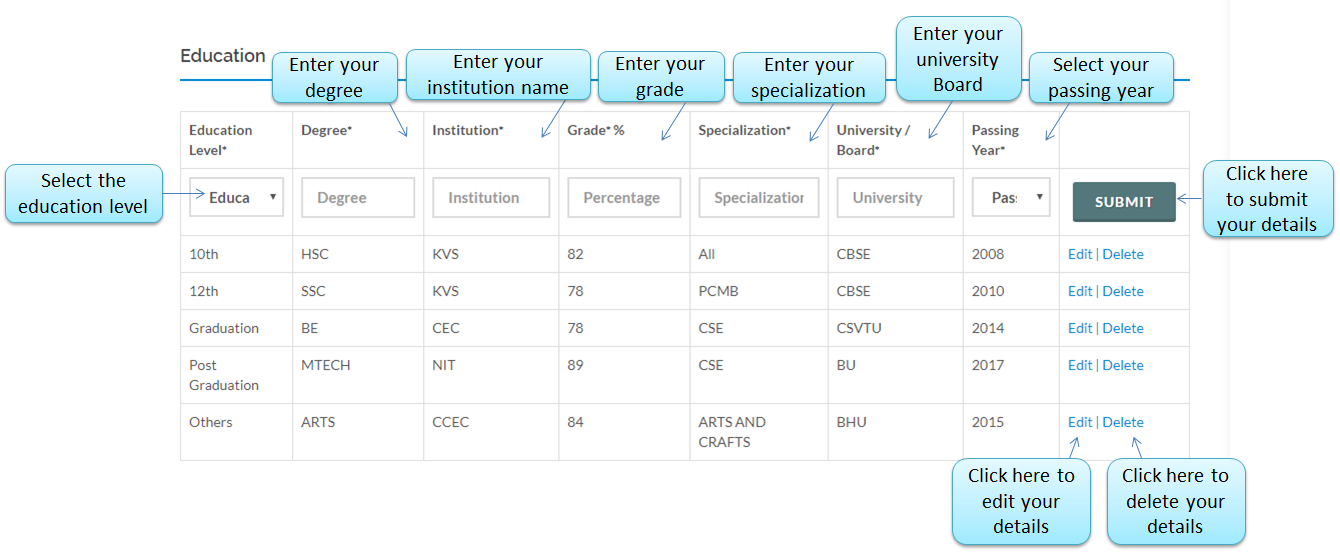 Education
Enter your
degree
Enter your
institution name
Enter your
grade
Enter your
specialization
Enter your
university
Board
Select your
passing year
Education
Level*
Degree*
Institution*
Grade* %
Specialization*
University /
Board*
Passing
Year*
Select the
education level
Educa
Degree
Institution
Percentage
Specialization
University
Pas
SUBMIT
Click here
to submit
your details
10th HSC KVS 82 All CBSE 2008 Edit | Delete
12th SSC KVS 78 PCMB CBSE 2010 Edit | Delete
Graduation BE CEC 78 CSE CSVTU 2014 Edit | Delete
Post
Graduation
MTECH NIT 89 CSE BU 2017 Edit | Delete
Others ARTS CCEC 84 ARTS AND
CRAFTS
BHU 2015 Edit | Delete
Click here to
edit your
details
Click here to
delete your
details